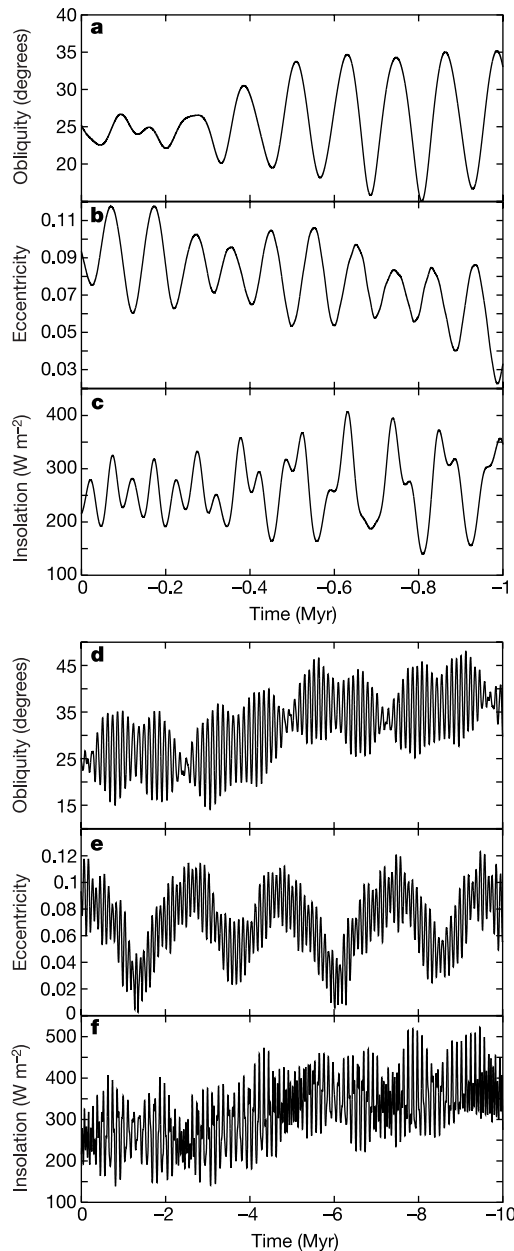 a
40
35
30
25
20
Obliquity (degrees)
b
0.11
0.09
0.07
0.05
0.03
Eccentricity
c
400
300
200
100
Insolation (W m–2)
0 –0.2 –0.4 –0.6 –0.8 –1
Time (Myr)
d
45
35
25
15
Obliquity (degrees)
e
0.12
0.1
0.08
0.06
0.04
0.02
0
Eccentricity
f
500
400
300
200
100
Insolation (W m–2)
0 –2 –4 –6 –8 –10
Time (Myr)